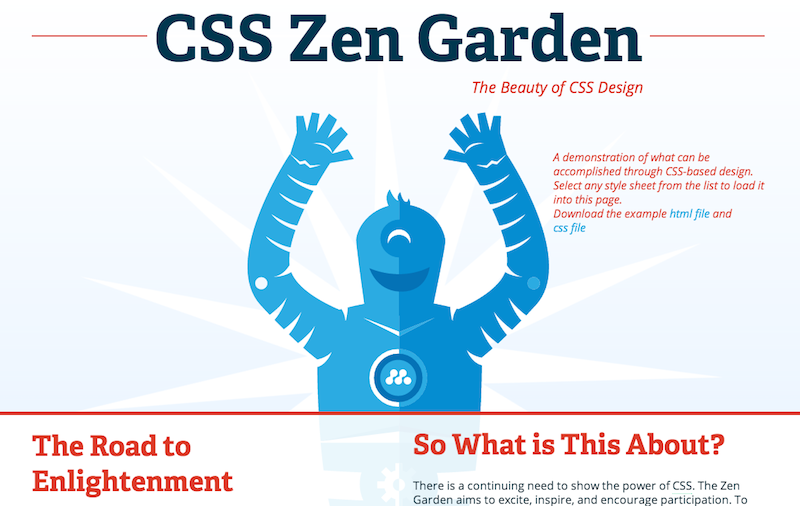 CSS Zen Garden
The Beauty of CSS Design
A demonstration of what can be
accomplished through CSS-based design.
Select any style sheet from the list to load it
into this page.
Download the example html file and
css file
The Road to
Enlightenment
So What is This About?
There is a continuing need to show the power of CSS. The Zen
Garden aims to excite, inspire, and encourage participation. To